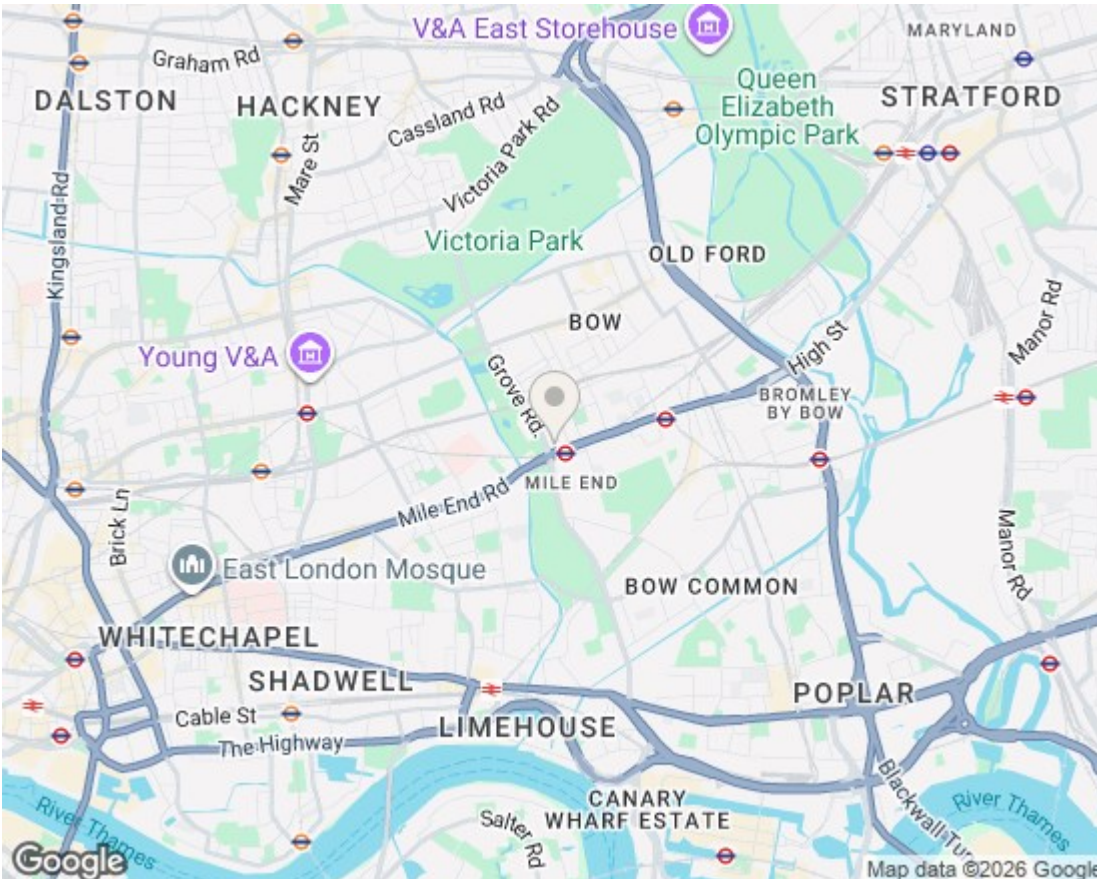 V&A East Storehouse
MARYLAND
Graham Rd
Queen
Elizabeth
Olympic Park
STRATFORD
DALSTON
HACKNEY
Cassland Rd
Mare St
Victoria Park Rd
Kingsland Rd
Victoria Park
OLD FORD
Manor Rd
BOW
High St
Young V&A
Grove Rd.
BROMLEY
BY BOW
MILE END
Mile End Rd
Brick Ln
Manor Rd
East London Mosque
BOW COMMON
WHITECHAPEL
SHADWELL
POPLAR
Cable St
LIMEHOUSE
The Highway
Blackwall Tu
CANARY
WHARF ESTATE
River Thames
River Thames
Salter Rd
Google
Map data ©2026 Google